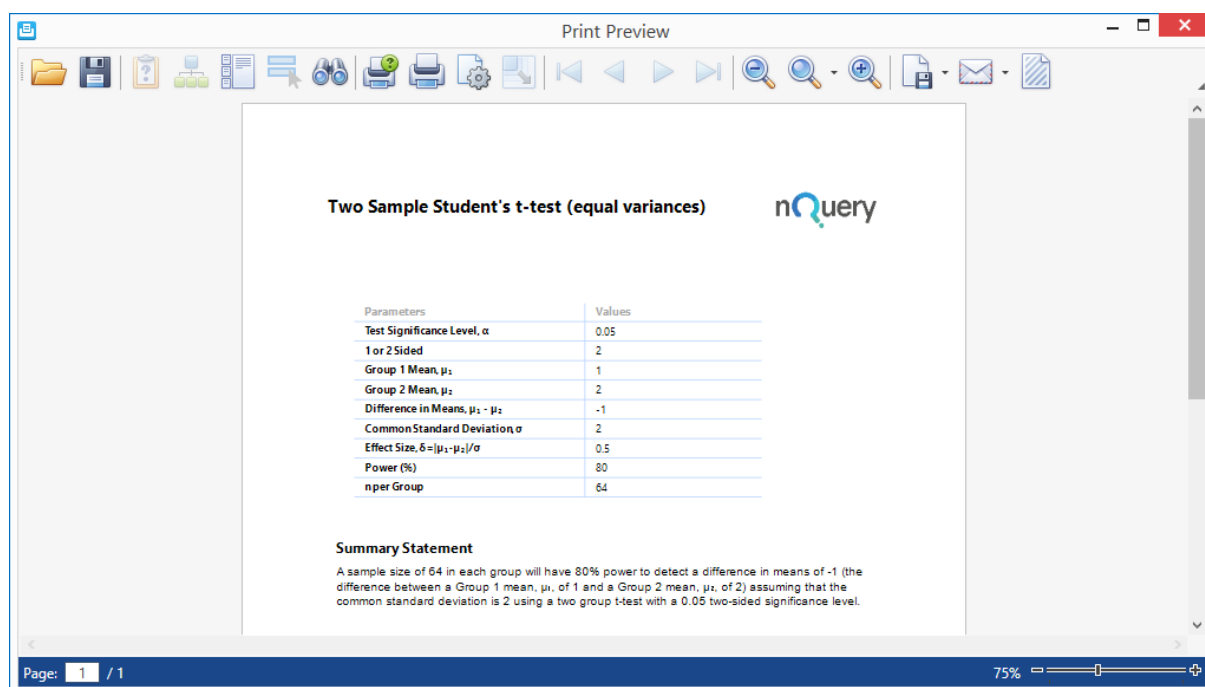 Print Preview
Two Sample Student's t-test (equal variances)
nQuery
Parameters Values
Test Significance Level, α 0.05
1 or 2 Sided 2
Group 1 Mean, μ₁ 1
Group 2 Mean, μ₂ 2
Difference in Means, μ₁ - μ₂ -1
Common Standard Deviation, σ 2
Effect Size, δ=|μ₁-μ₂|/σ 0.5
Power (%) 80
n per Group 64
Summary Statement
A sample size of 64 in each group will have 80% power to detect a difference in means of -1 (the
difference between a Group 1 mean, μ₁, of 1 and a Group 2 mean, μ₂, of 2) assuming that the
common standard deviation is 2 using a two group t-test with a 0.05 two-sided significance level.
Page: 1 / 1
75%